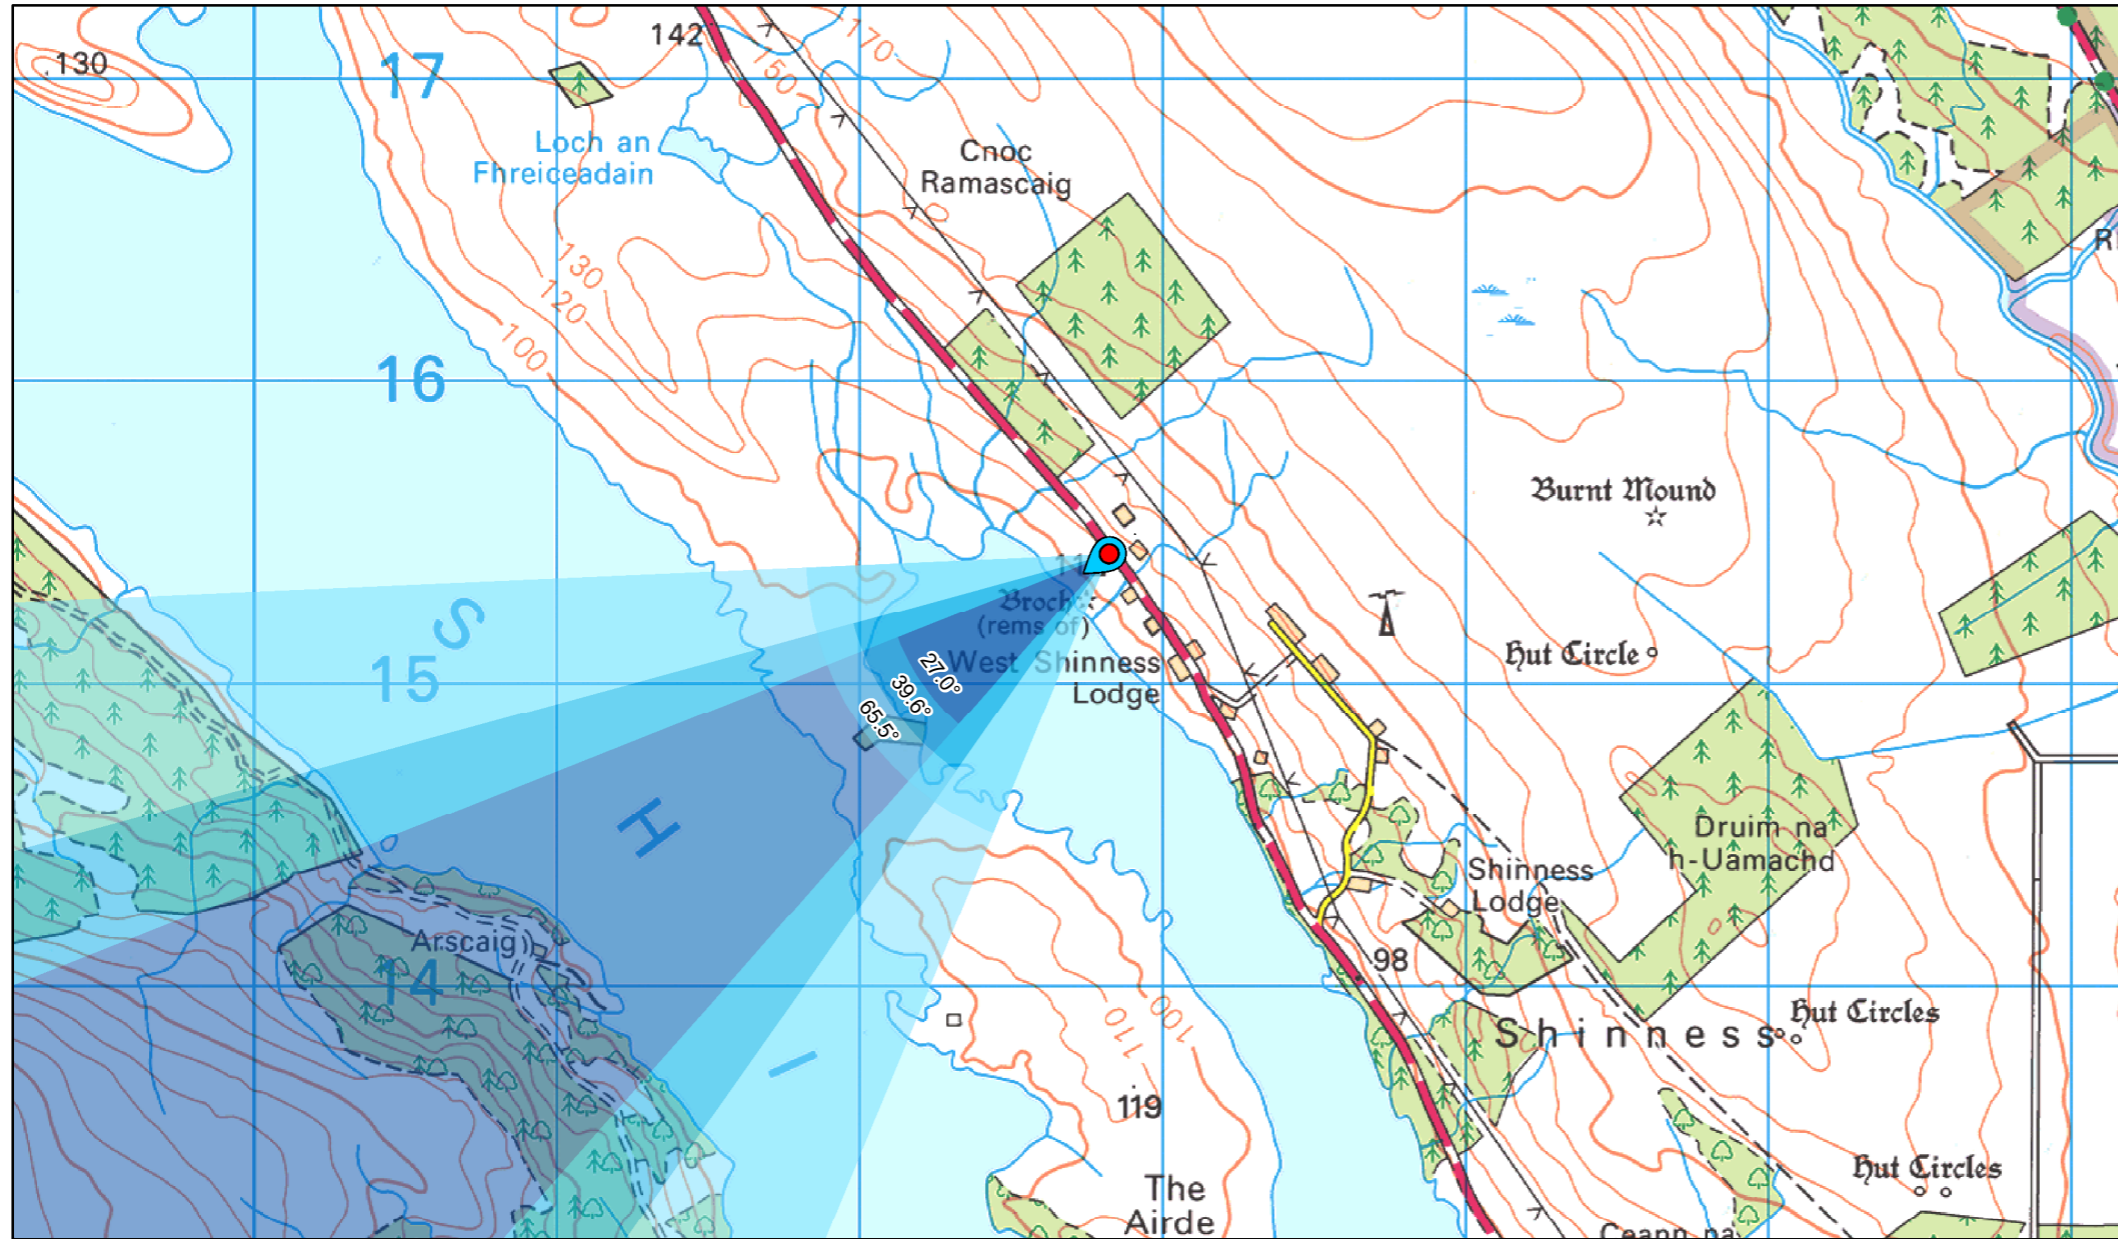 142
170
130
17
150
Loch an
Fhreiceadain
Cnoc
Ramascaig
130
120
100
16
Burnt Mound
Broch
(rems of)
S
15
West Shinness
Lodge
Hut Circle
27.0°
39.6°
65.5°
H
Druim na
h-Uamachd
Shinness
Lodge
Arscaig
14
98
Hut Circles
Shinness
100
110
I
119
Hut Circles
The
Airde
Ceann na